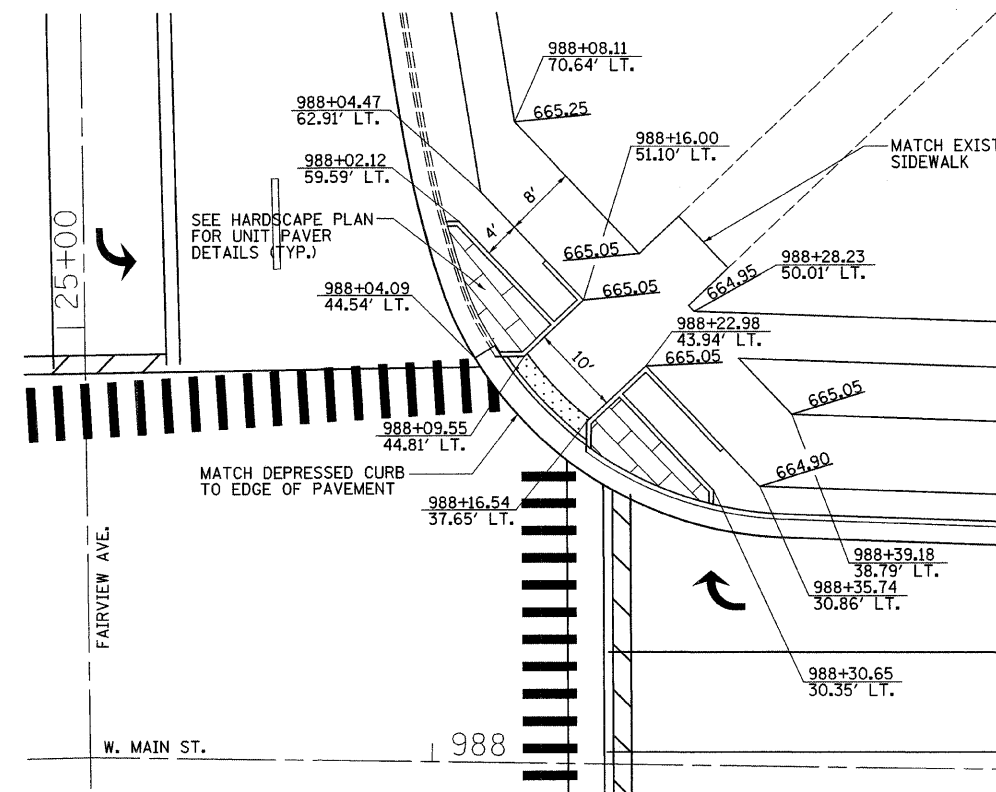 988+08.11
70.64' LT.
988+04.47
62.91' LT.
665.25
988+16.00
51.10' LT.
MATCH EXIST
SIDEWALK
988+02.12
59.59' LT.
8'
4'
SEE HARDSCAPE PLAN
FOR UNIT PAVER
DETAILS (TYP.)
25+00
665.05
665.05
664.95
988+28.23
50.01' LT.
988+04.09
44.54' LT.
988+22.98
43.94' LT.
665.05
10'
665.05
988+09.55
44.81' LT.
664.90
MATCH DEPRESSED CURB
TO EDGE OF PAVEMENT
988+16.54
37.65' LT.
FAIRVIEW AVE.
988+39.18
38.79' LT.
988+35.74
30.86' LT.
988+30.65
30.35' LT.
W. MAIN ST.
988